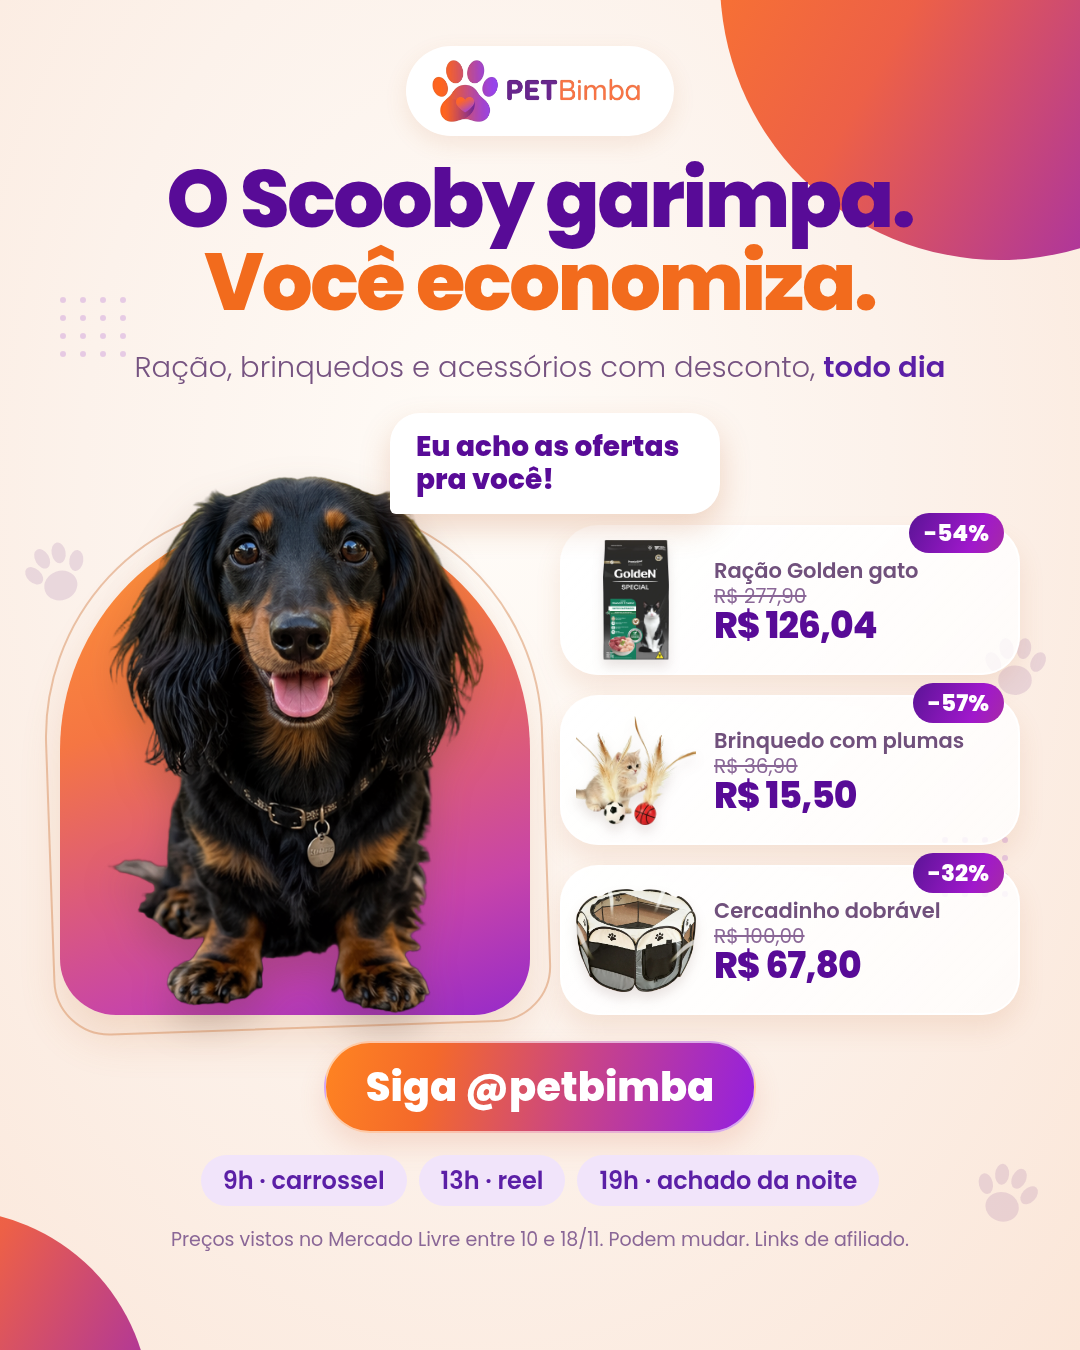 PETBimba
O Scooby garimpa.
Você economiza.
Ração, brinquedos e acessórios com desconto, todo dia
Eu acho as ofertas
pra você!
-54%
GoldeN
SPECIAL
Ração Golden gato
R$ 277,90
R$ 126,04
-57%
Brinquedo com plumas
R$ 36,90
R$ 15,50
-32%
Cercadinho dobrável
R$ 100,00
R$ 67,80
Siga @petbimba
9h · carrossel
13h · reel
19h · achado da noite
Preços vistos no Mercado Livre entre 10 e 18/11. Podem mudar. Links de afiliado.